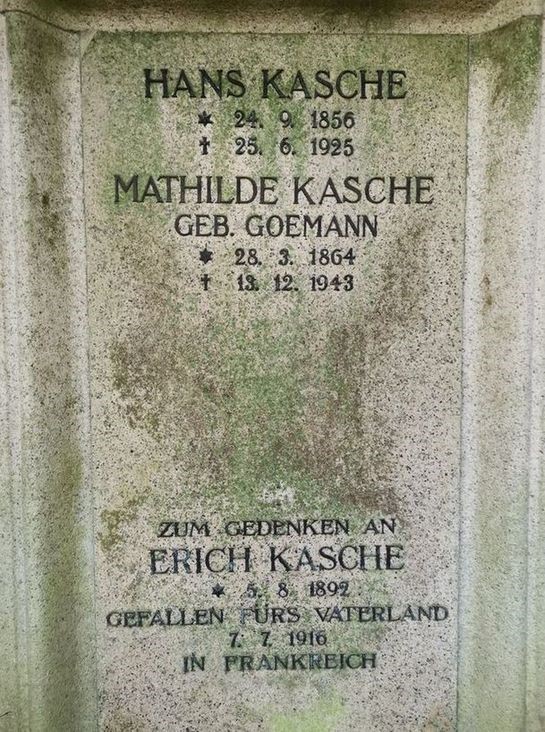 HANS KASCHE
* 24. 9. 1856
† 25. 6. 1925
MATHILDE KASCHE
GEB. GOEMANN
* 28. 3. 1864
† 13. 12. 1943
ZUM GEDENKEN AN
ERICH KASCHE
* 5. 8. 1892
GEFALLEN FÜRS VATERLAND
7. 7. 1916
IN FRANKREICH